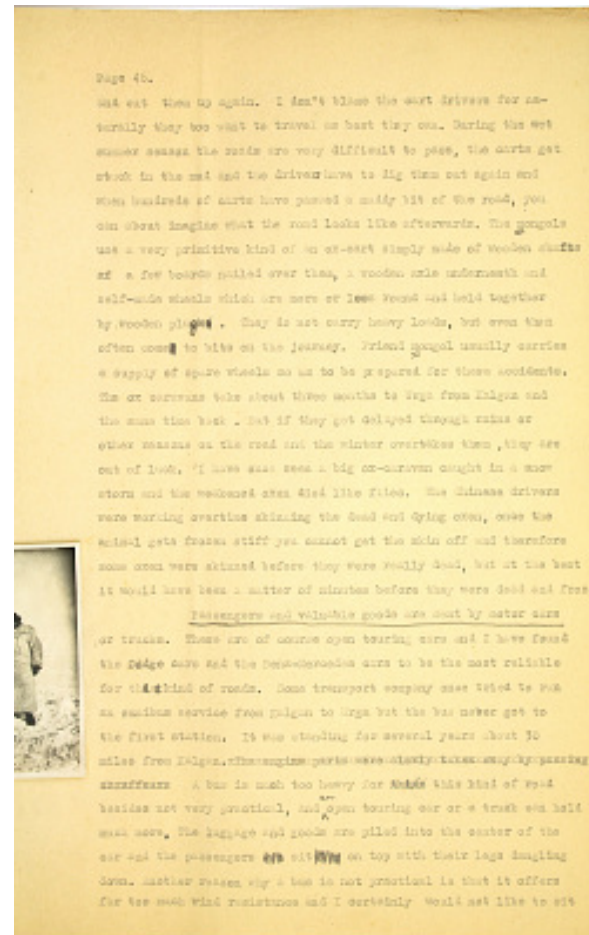 Page 45.
and cut them up again. I don't blame the cart drivers for na-
turally they too want to travel as best they can. During the wet
summer season the roads are very difficult to pass, the carts get
stuck in the mud and the drivers have to dig them out again and
when hundreds of carts have passed a muddy bit of the road, you
can about imagine what the road looks like afterwards. The mongols
use a very primitive kind of an ox-cart simply made of wooden shafts
a few boards nailed over them, a wooden axle underneath and
self-made wheels which are more or less round and held together
by wooden . They do not carry heavy loads, but even then
often come to bits on the journey. Friend mongol usually carries
a supply of spare wheels so as to be prepared for these accidents.
The ox caravans take about three months to Urga from Kalgan and
the same time back . But if they get delayed through rains or
other reasons on the road and the winter overtakes them ,they are
out of luck. I have seen a big ox-caravan caught in a snow
storm and the weakened oxen died like flies. The Chinese drivers
were working overtime skinning the dead and dying oxen, once the
animal gets frozen stiff you cannot get the skin off and therefore
some oxen were skinned before they were really dead, but at the best
it would have been a matter of minutes before they were dead and
Passengers and valuable goods are sent by motor cars
or trucks. These are of course open touring cars and I have found
the Dodge cars and the cars to be the most reliable
for this kind of roads. Some transport company once tried to run
an omnibus service from Kalgan to Urga but the bus never got to
the first station. It was standing for several years about 30
miles from Kalgan. The engine parts were slowly taken away by passing
chauffeurs A bus is much too heavy for this kind of road
besides not very practical, and open touring car or a truck can hold
much more. The luggage and goods are piled into the center of the
car and the passengers sit on top with their legs dangling
down. Another reason why a bus is not practical is that it offers
far too much wind resistance and I certainly would not like to sit